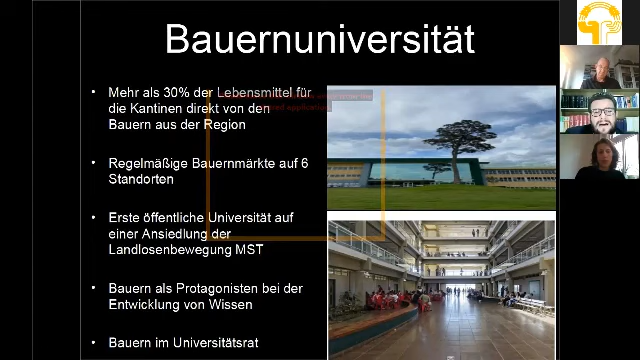 Bauernuniversität
• Mehr als 30% der Lebensmittel für
die Kantinen direkt von den
Bauern aus der Region
• Regelmäßige Bauernmärkte auf 6
Standorten
• Erste öffentliche Universität auf
einer Ansiedlung der
Landlosenbewegung MST
• Bauern als Protagonisten bei der
Entwicklung von Wissen
• Bauern im Universitätsrat